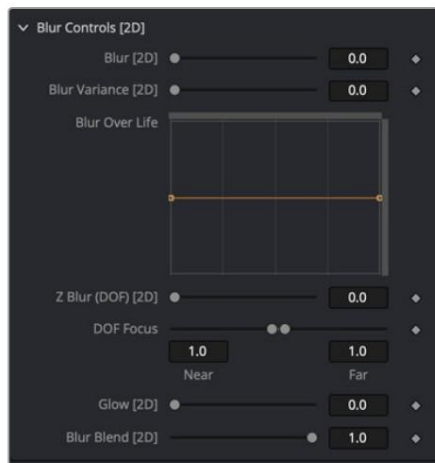 Blur Controls [2D]
Blur [2D] 0.0
Blur Variance [2D] 0.0
Blur Over Life
Z Blur (DOF) [2D] 0.0
DOF Focus
1.0 1.0
Near Far
Glow [2D] 0.0
Blur Blend [2D] 1.0